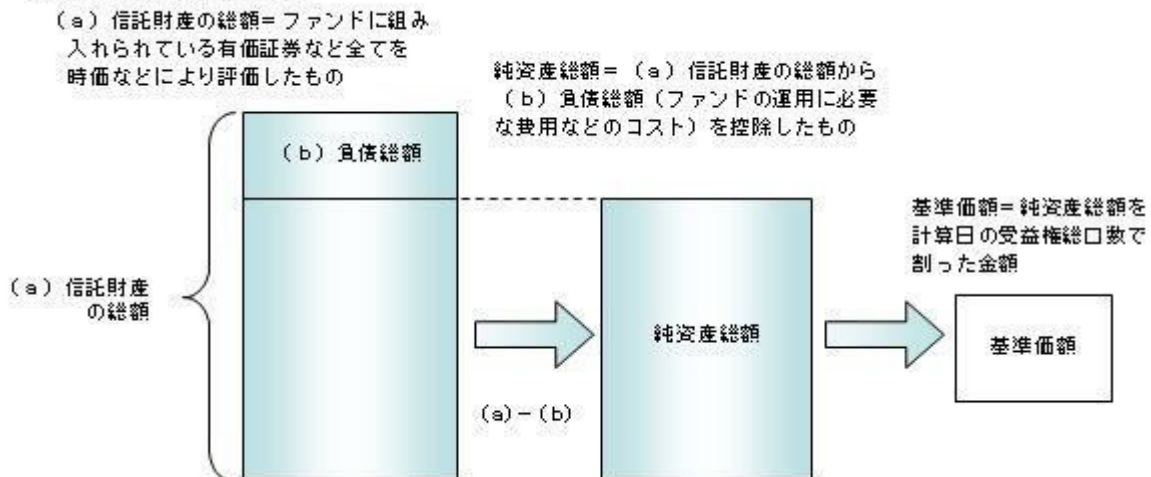 （a）信託財産の総額＝ファンドに組み
入れられている有価証券など全てを
時価などにより評価したもの
純資産総額＝（a）信託財産の総額から
（b）負債総額（ファンドの運用に必要
な費用などのコスト）を控除したもの
（b）負債総額
基準価額＝純資産総額を
計算日の受益権総口数で
割った金額
（a）信託財産
の総額
純資産総額
基準価額
（a）－（b）